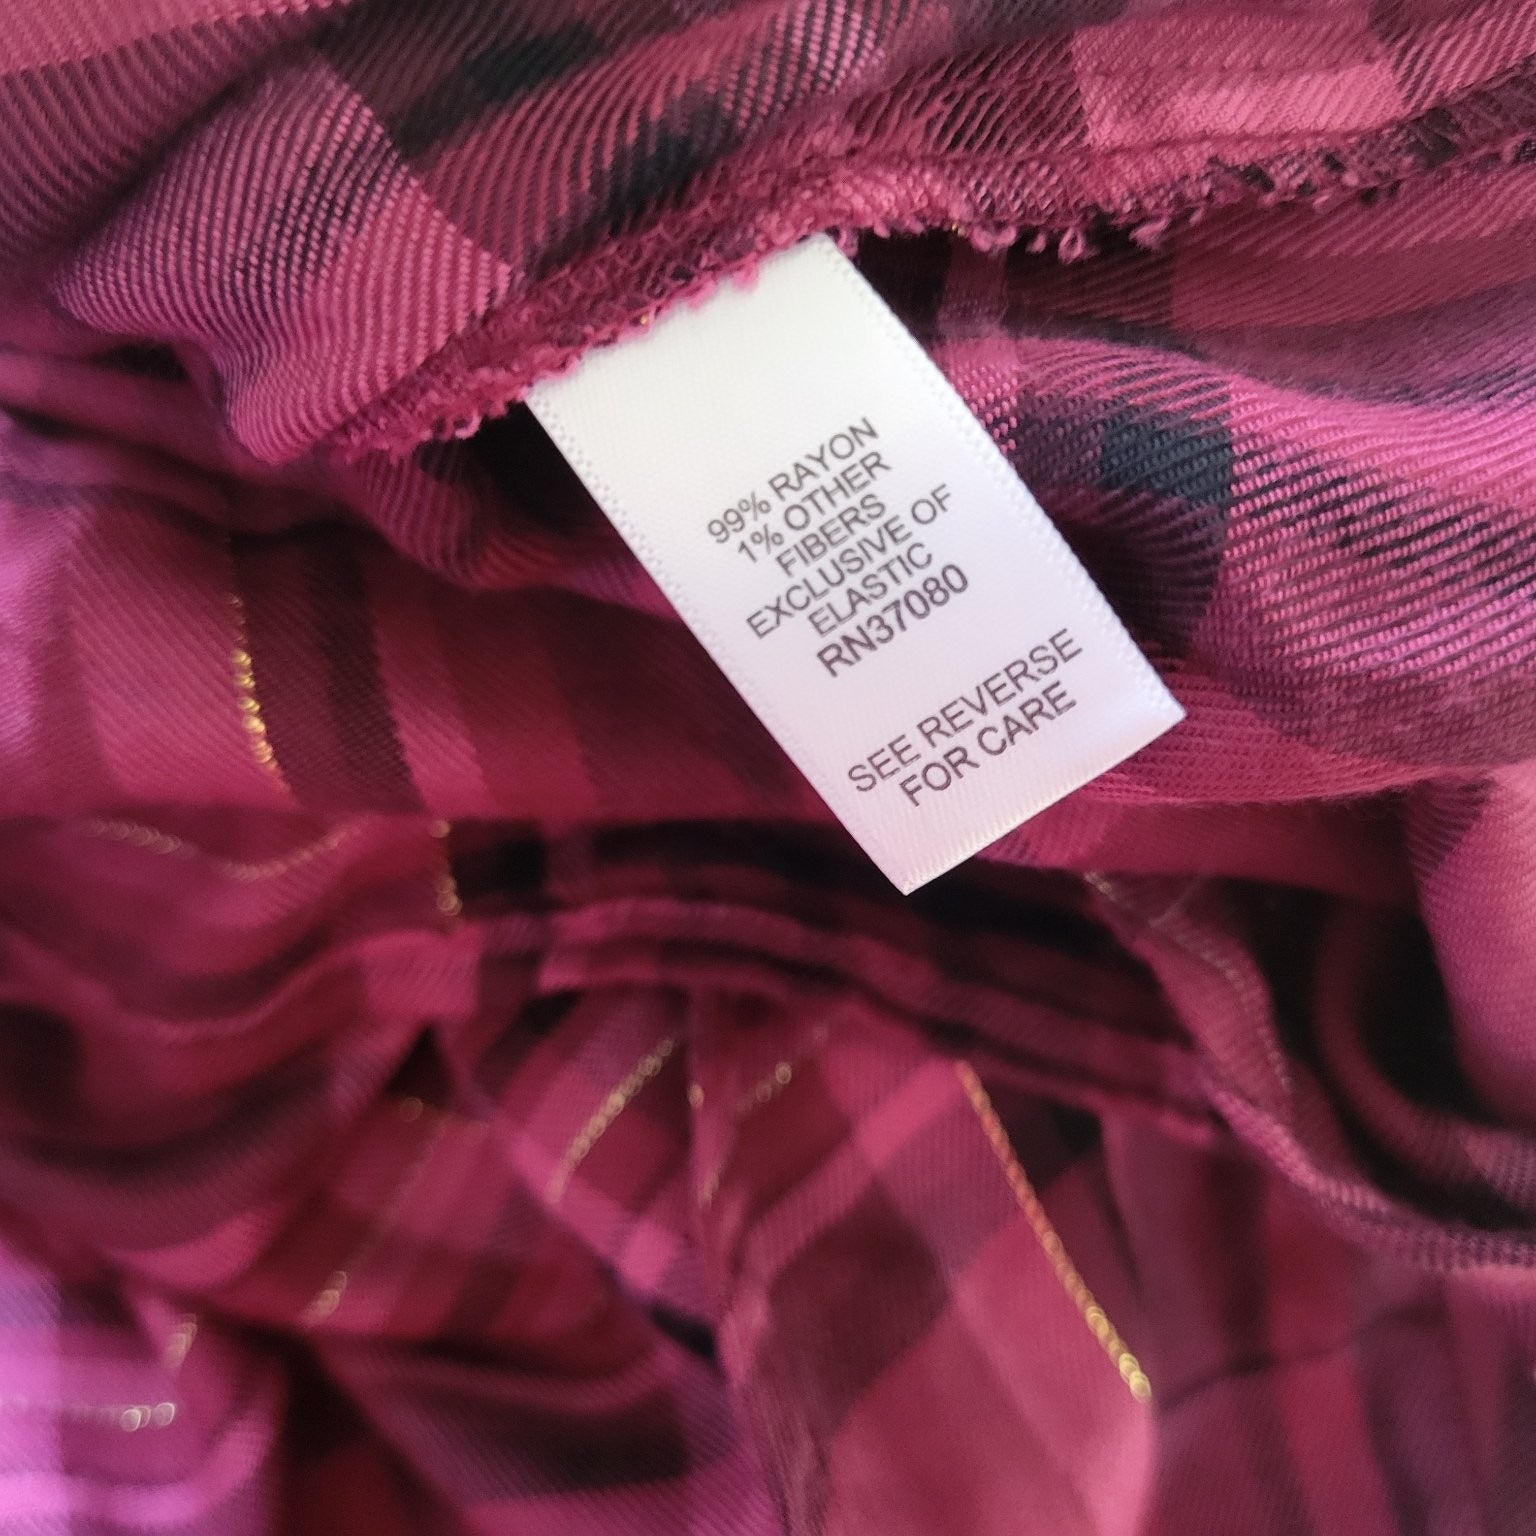 99% RAYON
1% OTHER
FIBERS
EXCLUSIVE OF
ELASTIC
RN37080
SEE REVERSE
FOR CARE